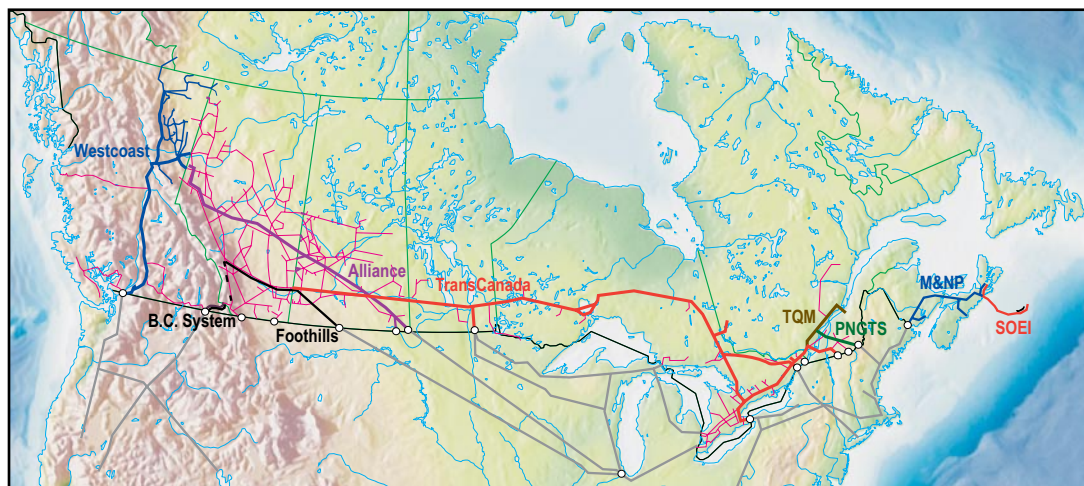 Westcoast
Alliance
TransCanada
B.C. System
Foothills
TQM
PNGTS
M&NP
SOEI